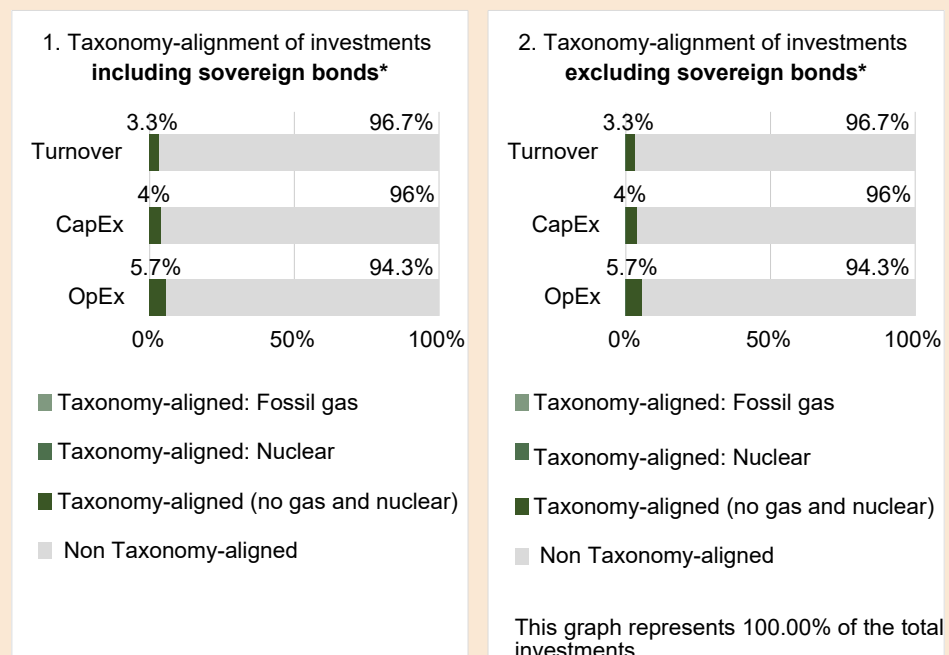 1. Taxonomy-alignment of investments
including sovereign bonds*
3.3% 96.7%
Turnover
4% 96%
CapEx
5.7% 94.3%
OpEx
0% 50% 100%
Taxonomy-aligned: Fossil gas
Taxonomy-aligned: Nuclear
Taxonomy-aligned (no gas and nuclear)
Non Taxonomy-aligned
2. Taxonomy-alignment of investments
excluding sovereign bonds*
3.3% 96.7%
Turnover
4% 96%
CapEx
5.7% 94.3%
OpEx
0% 50% 100%
Taxonomy-aligned: Fossil gas
Taxonomy-aligned: Nuclear
Taxonomy-aligned (no gas and nuclear)
Non Taxonomy-aligned
This graph represents 100.00% of the total
investments